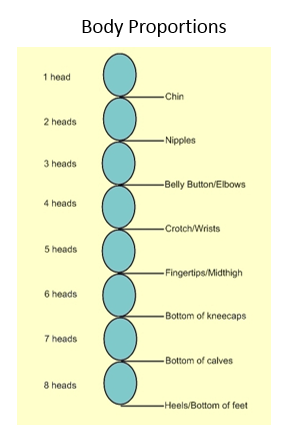 Body Proportions
1 head
Chin
2 heads
Nipples
3 heads
Belly Button/Elbows
4 heads
Crotch/Wrists
5 heads
Fingertips/Midthigh
6 heads
Bottom of kneecaps
7 heads
Bottom of calves
8 heads
Heels/Bottom of feet